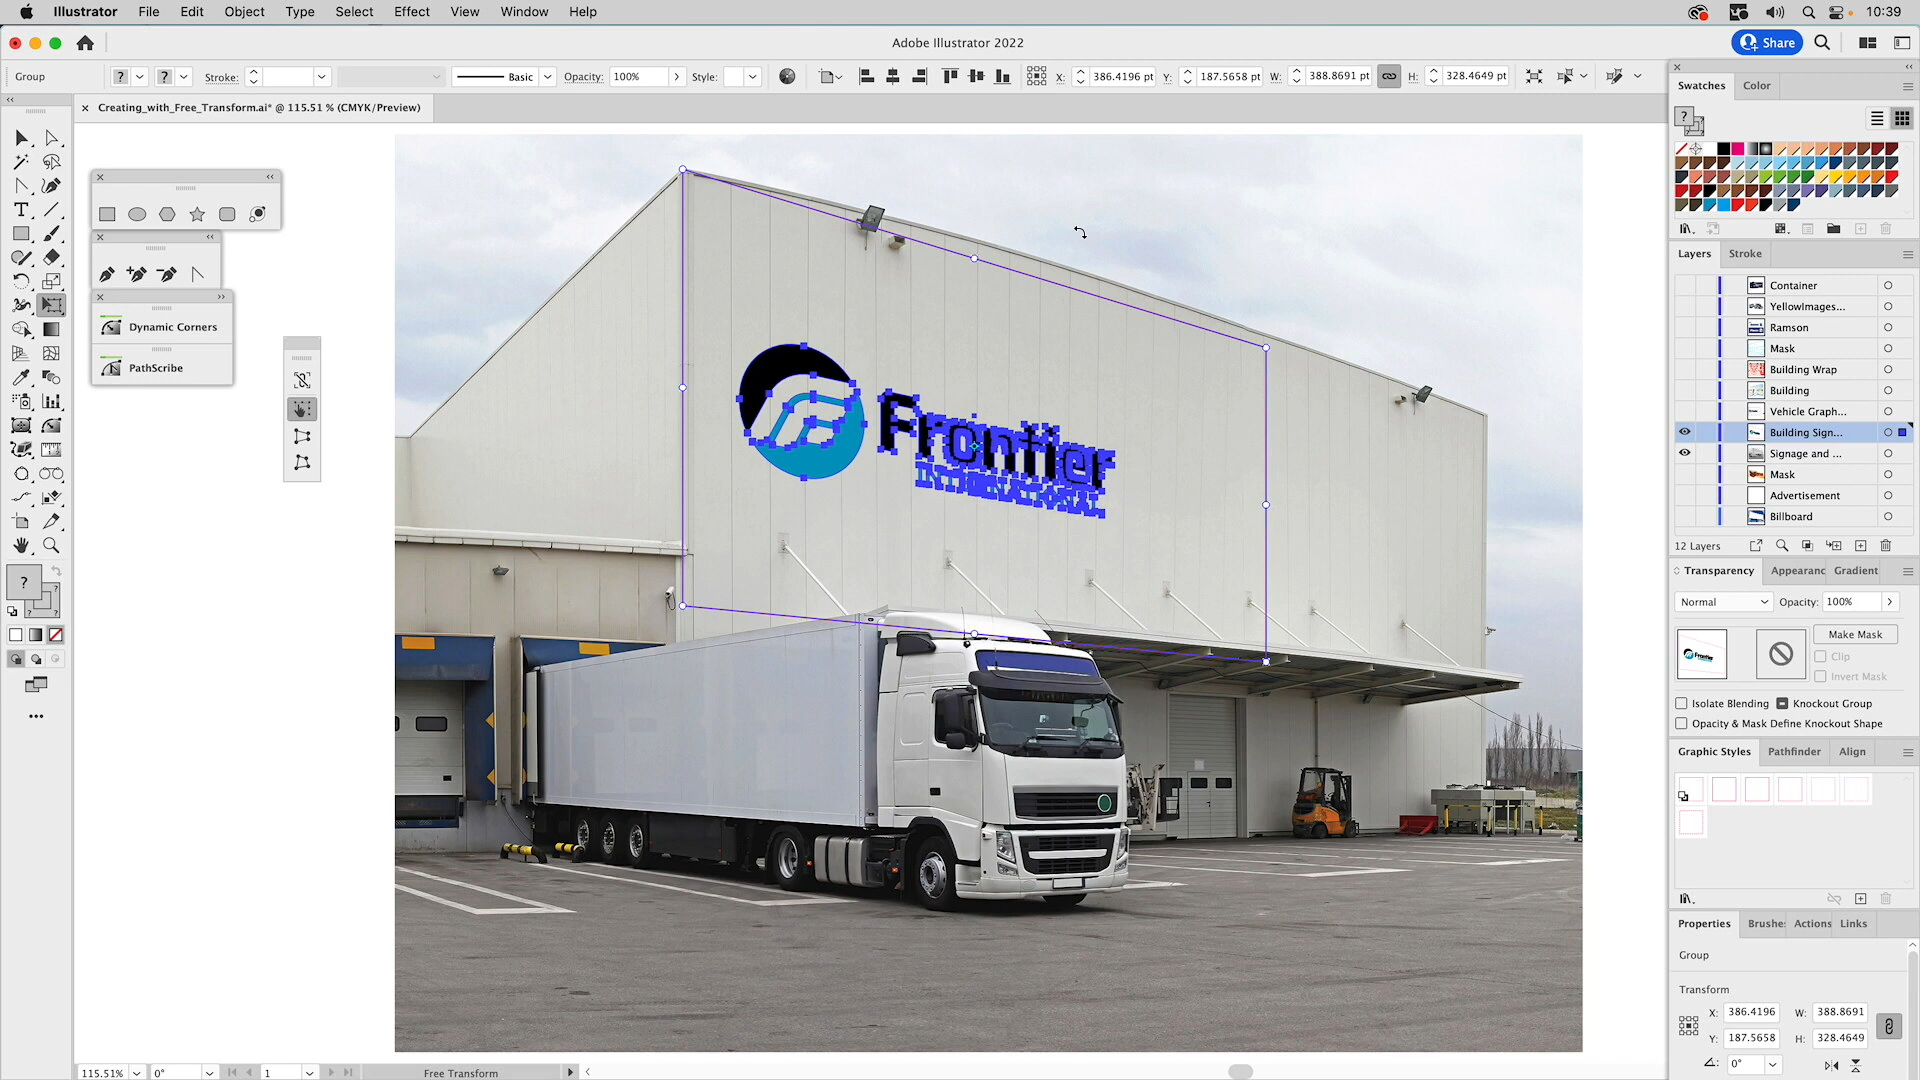 Illustrator File Edit Object Type Select Effect View Window Help 10:39
Adobe Illustrator 2022 Share
Group ? ? Stroke: Basic Opacity: 100% Style: X: 386.4196 pt Y: 187.5658 pt W: 388.8691 pt H: 328.4649 pt
Creating_with_Free_Transform.ai* @ 115.51 % (CMYK/Preview)
Swatches Color
?
Layers Stroke
Container
YellowImages...
Ramson
Mask
Building Wrap
Building
Vehicle Graph...
Building Sign...
Signage and ...
Mask
Advertisement
Billboard
12 Layers
Dynamic Corners
PathScribe
Frontier
INTERNATIONAL
?
Transparency Appearanc Gradient
Normal Opacity: 100%
Frontier
Make Mask
Clip
Invert Mask
Isolate Blending Knockout Group
Opacity & Mask Define Knockout Shape
Graphic Styles Pathfinder Align
Properties Brushe: Actions Links
Group
Transform
X: 386.4196 W: 388.8691
Y: 187.5658 H: 328.4649
0°
115.51% 0° 1 Free Transform